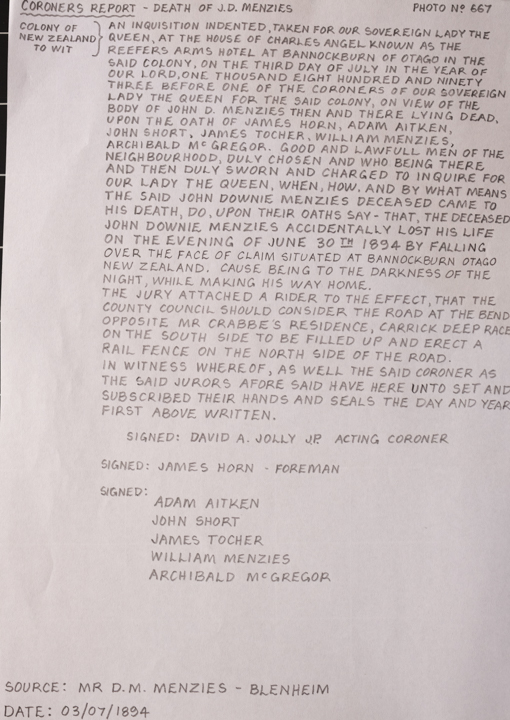 CORONERS REPORT - DEATH OF J.D. MENZIES PHOTO Nº 667
COLONY OF
NEW ZEALAND
TO WIT
AN INQUISITION INDENTED, TAKEN FOR OUR SOVEREIGN LADY THE
QUEEN, AT THE HOUSE OF CHARLES ANGEL KNOWN AS THE
REEFERS ARMS HOTEL AT BANNOCKBURN OF OTAGO IN THE
SAID COLONY, ON THE THIRD DAY OF JULY IN THE YEAR OF
OUR LORD, ONE THOUSAND EIGHT HUNDRED AND NINETY
THREE BEFORE ONE OF THE CORONERS OF OUR SOVEREIGN
LADY THE QUEEN FOR THE SAID COLONY, ON VIEW OF THE
BODY OF JOHN D. MENZIES THEN AND THERE LYING DEAD,
UPON THE OATH OF JAMES HORN, ADAM AITKEN,
JOHN SHORT, JAMES TOCHER, WILLIAM MENZIES,
ARCHIBALD McGREGOR. GOOD AND LAWFULL MEN OF THE
NEIGHBOURHOOD, DULY CHOSEN AND WHO BEING THERE
AND THEN DULY SWORN AND CHARGED TO INQUIRE FOR
OUR LADY THE QUEEN, WHEN, HOW, AND BY WHAT MEANS
THE SAID JOHN DOWNIE MENZIES DECEASED CAME TO
HIS DEATH, DO, UPON THEIR OATHS SAY - THAT, THE DECEASED
JOHN DOWNIE MENZIES ACCIDENTALLY LOST HIS LIFE
ON THE EVENING OF JUNE 30TH 1894 BY FALLING
OVER THE FACE OF CLAIM SITUATED AT BANNOCKBURN OTAGO
NEW ZEALAND. CAUSE BEING TO THE DARKNESS OF THE
NIGHT, WHILE MAKING HIS WAY HOME.
THE JURY ATTACHED A RIDER TO THE EFFECT, THAT THE
COUNTY COUNCIL SHOULD CONSIDER THE ROAD AT THE BEND
OPPOSITE MR CRABBE'S RESIDENCE, CARRICK DEEP RACE
ON THE SOUTH SIDE TO BE FILLED UP AND ERECT A
RAIL FENCE ON THE NORTH SIDE OF THE ROAD.
IN WITNESS WHEREOF, AS WELL THE SAID CORONER AS
THE SAID JURORS AFORE SAID HAVE HERE UNTO SET AND
SUBSCRIBED THEIR HANDS AND SEALS THE DAY AND YEAR
FIRST ABOVE WRITTEN.
SIGNED: DAVID A. JOLLY J.P. ACTING CORONER
SIGNED: JAMES HORN - FOREMAN
SIGNED:
ADAM AITKEN
JOHN SHORT
JAMES TOCHER
WILLIAM MENZIES
ARCHIBALD McGREGOR
SOURCE: MR D.M. MENZIES - BLENHEIM
DATE: 03/07/1894